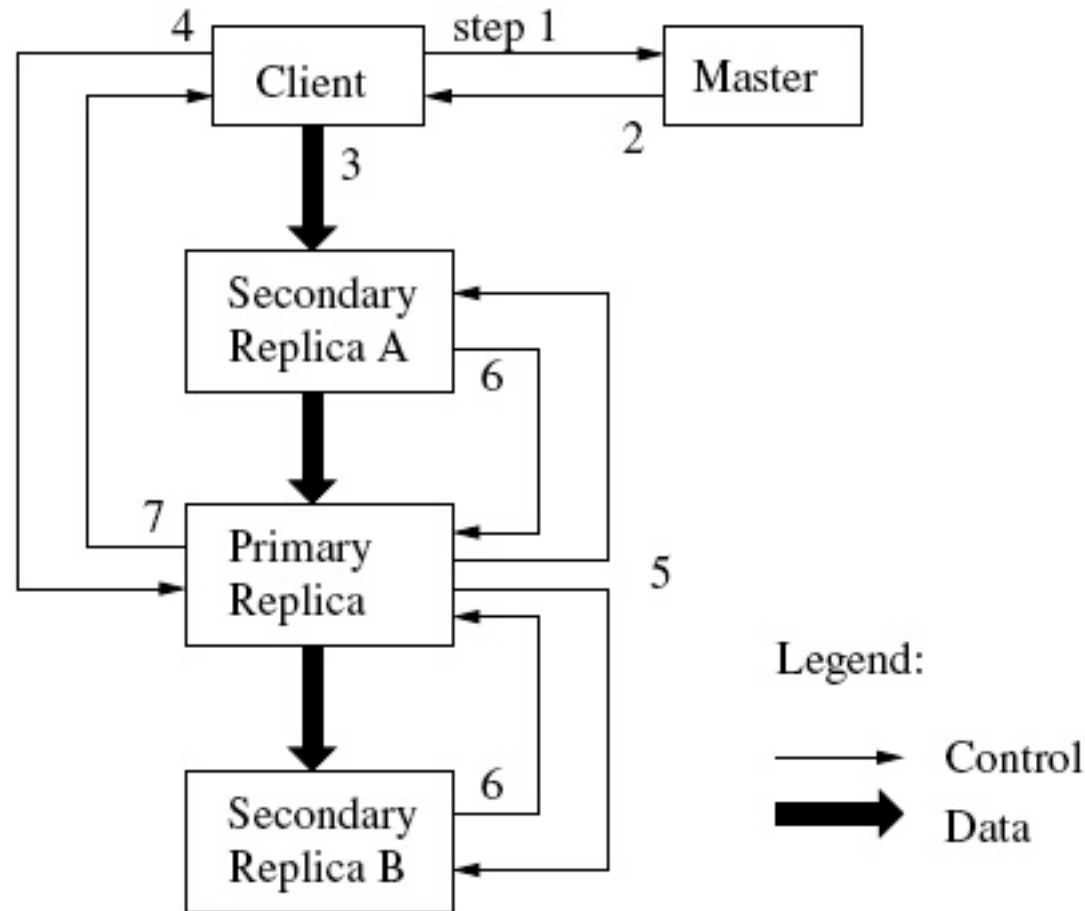 4
step 1
Client
Master
2
3
Secondary
Replica A
6
7
Primary
Replica
5
Legend:
Control
6
Secondary
Replica B
Data